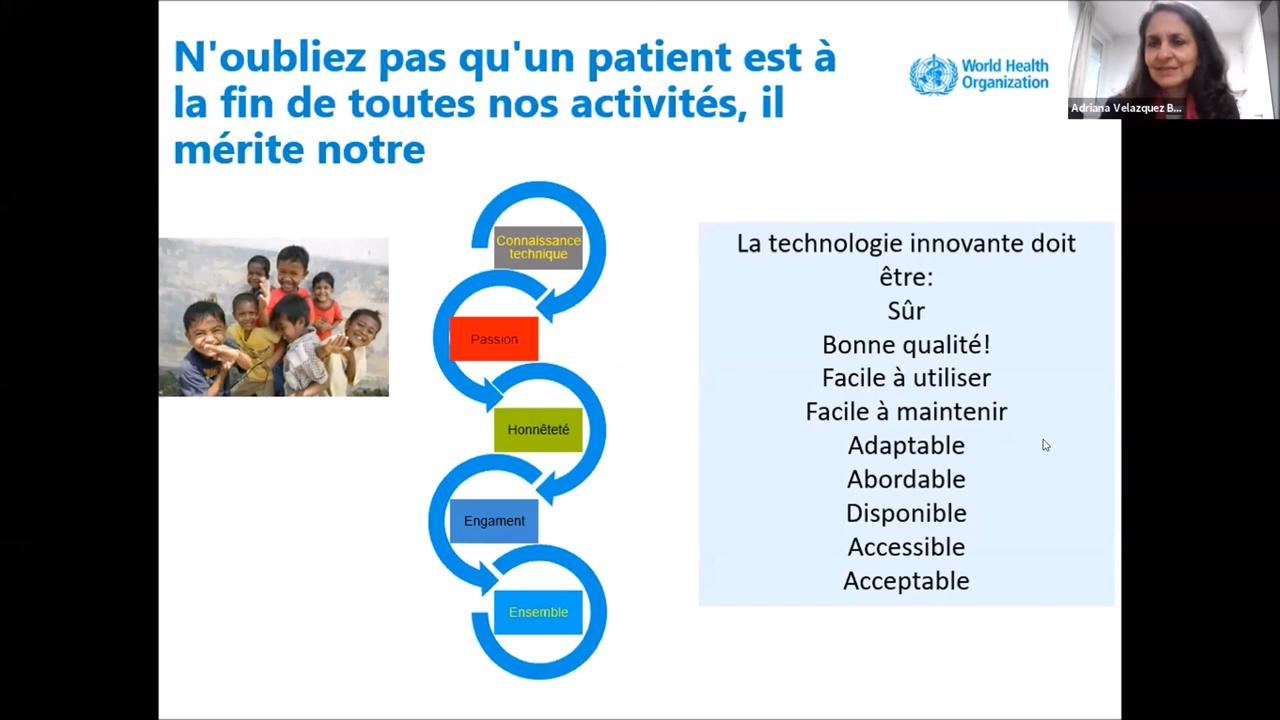 N'oubliez pas qu'un patient est à
la fin de toutes nos activités, il
mérite notre
World Health
Organization
Adriana Velazquez B...
Connaissance
technique
Passion
Honnêteté
Engament
Ensemble
La technologie innovante doit
être:
Sûr
Bonne qualité!
Facile à utiliser
Facile à maintenir
Adaptable
Abordable
Disponible
Accessible
Acceptable